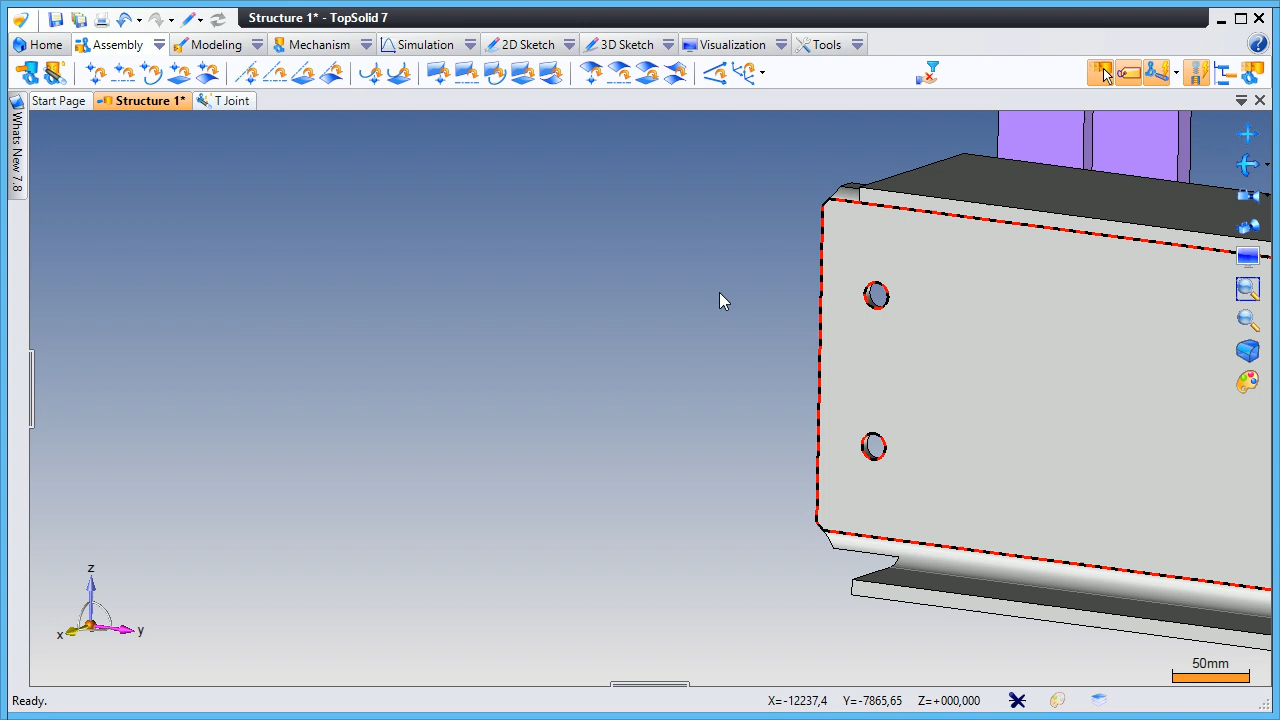 Structure 1* - TopSolid 7
Home
Assembly
Modeling
Mechanism
Simulation
2D Sketch
3D Sketch
Visualization
Tools
Start Page
Structure 1*
T Joint
Whats New 7.8
z
x
y
50mm
Ready.
X=-12237,4
Y=-7865,65
Z=+000,000